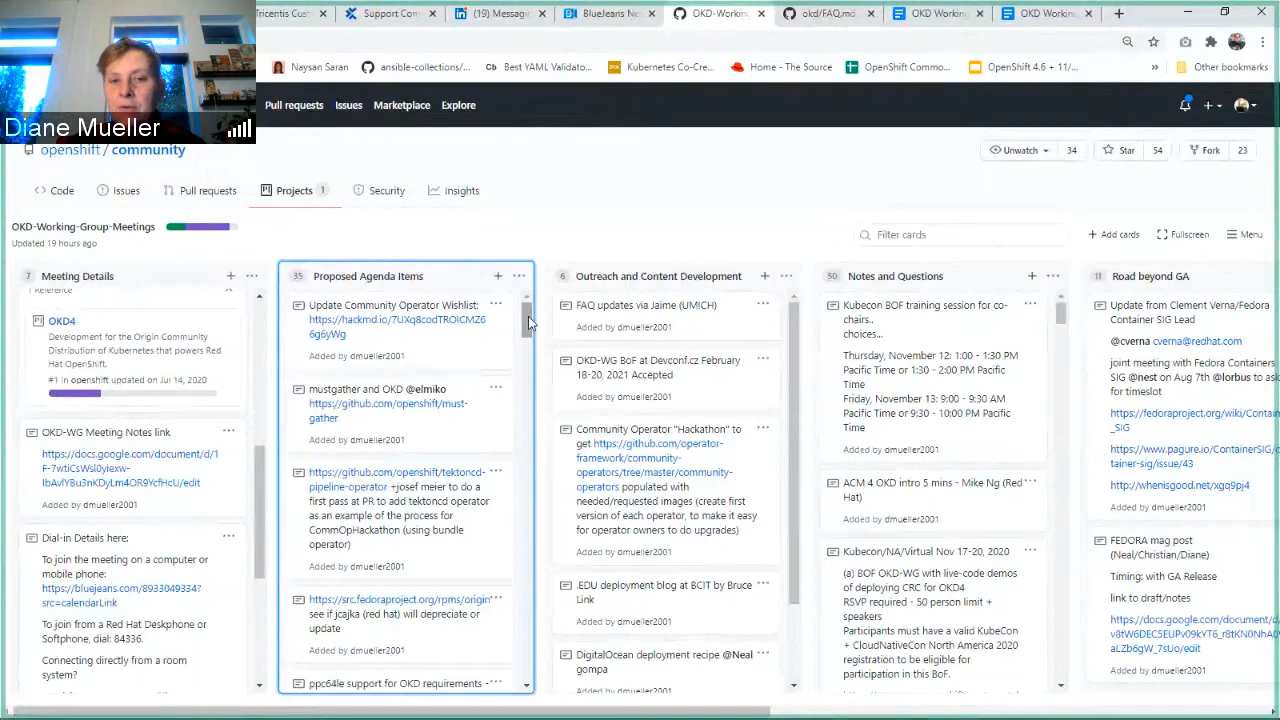 Tricentis Cust
Support Com
(19) Messag
BlueJeans Ne
OKD-Working
okd/FAQ.md
OKD Working
OKD Working
Naysan Saran
ansible-collections/...
Cb Best YAML Validato...
Kubernetes Co-Cre...
Home - The Source
OpenShift Commo...
OpenShift 4.6 + 11/...
»
Other bookmarks
Diane Mueller
Pull requests
Issues
Marketplace
Explore
openshift / community
Unwatch
34
Star
54
Fork
23
Code
Issues
Pull requests
Projects 1
Security
Insights
OKD-Working-Group-Meetings
Updated 19 hours ago
Filter cards
Add cards
Fullscreen
Menu
7 Meeting Details
1 Reference
OKD4
Development for the Origin Community
Distribution of Kubernetes that powers Red
Hat OpenShift.
#1 in openshift updated on Jul 14, 2020
OKD-WG Meeting Notes link
https://docs.google.com/document/d/1
Added by dmueller2001
Dial-in Details here:
To join the meeting on a computer or
mobile phone:
https://bluejeans.com/8933049334?
src=calendarLink
To join from a Red Hat Deskphone or
Softphone, dial: 84336.
Connecting directly from a room
system?
35 Proposed Agenda Items
Update Community Operator Wishlist:
https://hackmd.io/7UXq8codTROiCMZ6
6g6yWg
Added by dmueller2001
mustgather and OKD @elmiko
https://github.com/openshift/must-
gather
Added by dmueller2001
https://github.com/openshift/tektoncd-
pipeline-operator +josef meier to do a
first pass at PR to add tektoncd operator
as an example of the process for
CommOpHackathon (using bundle
operator)
Added by dmueller2001
https://src.fedoraproject.org/rpms/origin
see if jcajka (red hat) will deprecate or
update
Added by dmueller2001
ppc64le support for OKD requirements -
6 Outreach and Content Development
FAQ updates via Jaime (UMICH)
Added by dmueller2001
OKD-WG BoF at Devconf.cz February
18-20, 2021 Accepted
Added by dmueller2001
Community Operator "Hackathon" to
get https://github.com/operator-
framework/community-
operators/tree/master/community-
operators populated with
needed/requested images (create first
version of each operator, to make it easy
for operator owners to do upgrades)
Added by dmueller2001
.EDU deployment blog at BCIT by Bruce
Link
Added by dmueller2001
DigitalOcean deployment recipe @Neal
gompa
Added by dmueller2001
50 Notes and Questions
Kubecon BOF training session for co-
chairs..
choices...
Thursday, November 12: 1:00 - 1:30 PM
Pacific Time or 1:30 - 2:00 PM Pacific
Time
Friday, November 13: 9:00 - 9:30 AM
Pacific Time or 9:30 - 10:00 PM Pacific
Time
Added by dmueller2001
ACM 4 OKD intro 5 mins - Mike Ng (Red
Hat)
Added by dmueller2001
Kubecon/NA/Virtual Nov 17-20, 2020
(a) BOF OKD-WG with live-code demos
of deploying CRC for OKD4
RSVP required - 50 person limit +
speakers
Participants must have a valid KubeCon
+ CloudNativeCon North America 2020
registration to be eligible for
participation in this BoF.
11 Road beyond GA
Update from Clement Verna/Fedora
Container SIG Lead
@cverna cverna@redhat.com
joint meeting with Fedora Containers
SIG @nest on Aug 7th @lorbus to ask
for timeslot
https://fedoraproject.org/wiki/Contain
_SIG
https://www.pagure.io/ContainerSIG/c
tainer-sig/issue/43
http://whenisgood.net/xgq9pj4
Added by dmueller2001
FEDORA mag post
(Neal/Christian/Diane)
Timing: with GA Release
link to draft/notes
https://docs.google.com/document/d
Added by dmueller2001